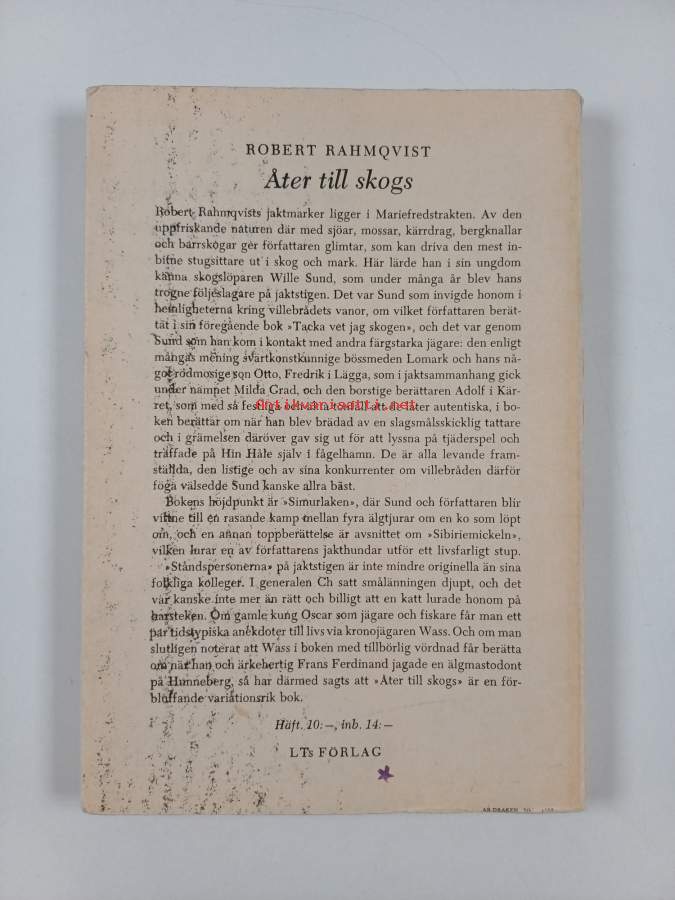 ROBERT RAHMQVIST
Åter till skogs
Robert Rahmqvists jaktmarker ligger i Mariefredstrakten. Av den
uppfriskande naturen där med sjöar, mossar, kärrdrag, bergknallar
och barrskogar ger författaren glimtar, som kan driva den mest in-
bitne stugsittare ut i skog och mark. Här lärde han i sin ungdom
känna skogslöparen Wille Sund, som under många år blev hans
trogne följeslagare på jaktstigen. Det var Sund som invigde honom i
hemligheterna kring villebrådets vanor, om vilket författaren berät-
tat i sin föregående bok »Tacka vet jag skogen», och det var genom
Sund som han kom i kontakt med andra färgstarka jägare: den enligt
mångas mening svartkonstkunnige bössmeden Lomark och hans nå-
got rödmosige son Otto, Fredrik i Lägga, som i jaktsammanhang gick
under namnet Milda Grad, och den borstige berättaren Adolf i Kär-
ret, som med så festliga och saftiga tonfall att de låter autentiska, i bo-
Antikvariaatti.net
ken berättar om när han blev brädad av en slagsmålsskicklig tattare
och i grämelsen däröver gav sig ut för att lyssna på tjäderspel och
träffade på Hin Håle själv i fågelhamn. De är alla levande fram-
ställda, den listige och av sina konkurrenter om villebråden därför
föga välsedde Sund kanske allra bäst.
Bokens höjdpunkt är »Simurlaken», där Sund och författaren blir
vittne till en rasande kamp mellan fyra älgtjurar om en ko som löpt
om, och en annan toppberättelse är avsnittet om »Sibiriemickeln»,
vilken lurar en av författarens jakthundar utför ett livsfarligt stup.
»Ståndspersonerna» på jaktstigen är inte mindre originella än sina
folkliga kolleger. I generalen Ch satt smålänningen djupt, och det
var kanske inte mer än rätt och billigt att en katt lurade honom på
harsteken. Om gamle kung Oscar som jägare och fiskare får man ett
par tidstypiska anekdoter till livs via kronojägaren Wass. Och om man
slutligen noterar att Wass i boken med tillbörlig vördnad får berätta
om när han och ärkehertig Frans Ferdinand jagade en älgmastodont
på Hunneberg, så har därmed sagts att »Åter till skogs» är en för-
bluffande variationsrik bok.
Häft. 10:—, inb. 14:—
LTs FÖRLAG
AB DRAKEN